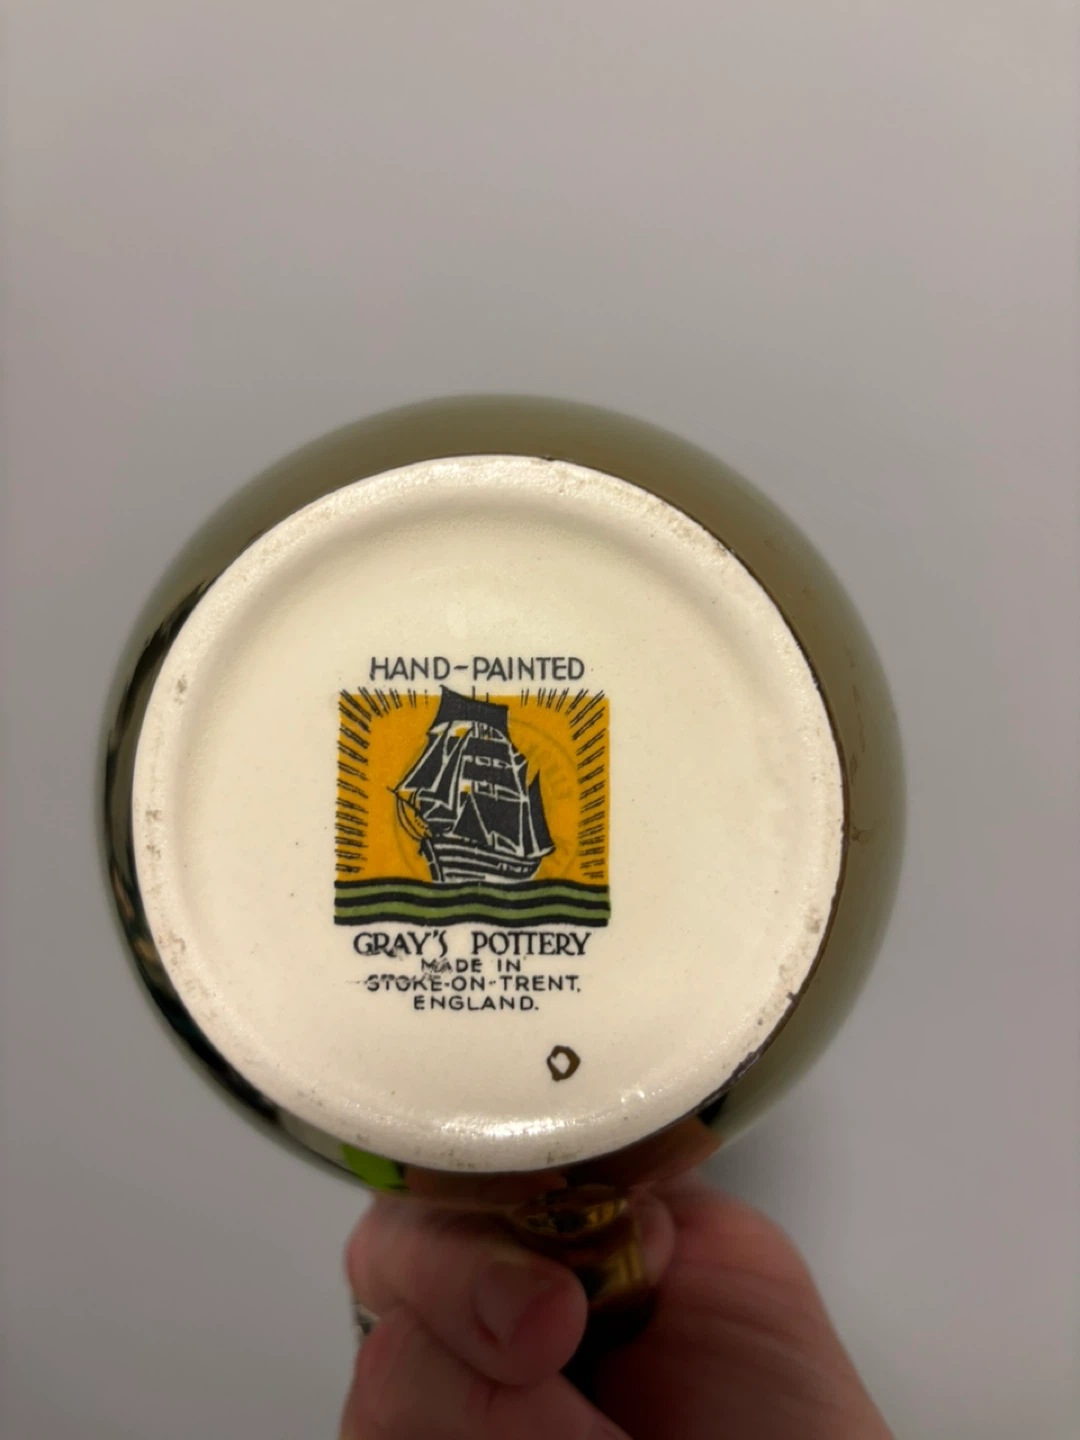 HAND-PAINTED
GRAY'S POTTERY
MADE IN
STOKE-ON-TRENT,
ENGLAND.